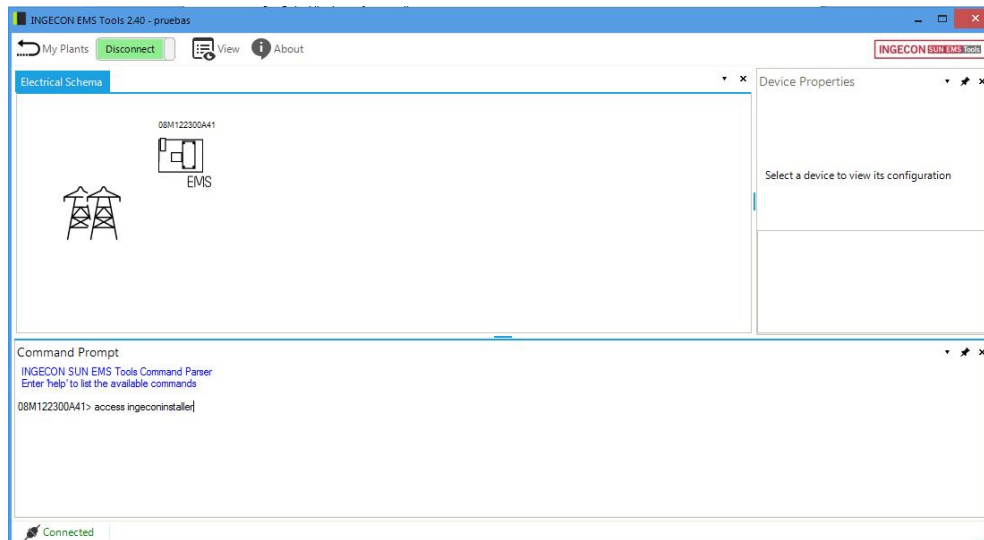 INGECON EMS Tools 2.40 - pruebas
My Plants Disconnect View About
INGECON SUN EMS Tools
Electrical Schema
Device Properties
08M122300A41
EMS
Select a device to view its configuration
Command Prompt
INGECON SUN EMS Tools Command Parser
Enter 'help' to list the available commands
08M122300A41> access ingeconinstaller
Connected